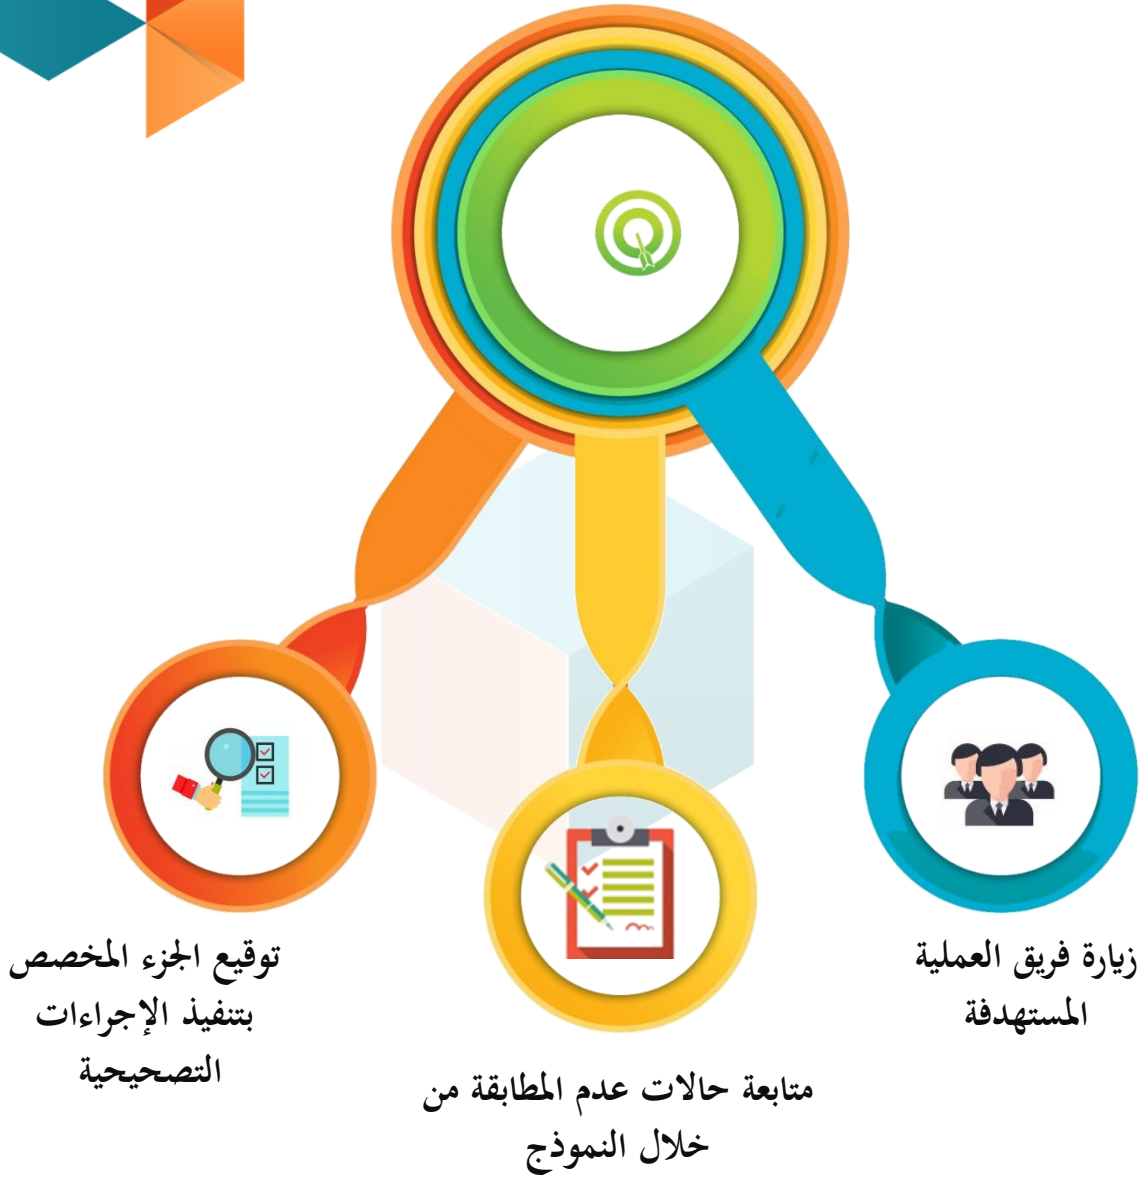 زيارة فريق العملية
المستهدفة
متابعة حالات عدم المطابقة من
خلال النموذج
توقيع الجزء المخصص
بتنفيذ الإجراءات
التصحيحية